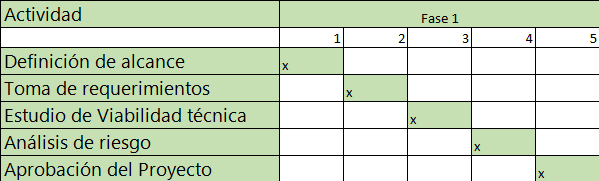 Actividad Fase 1
1 2 3 4 5
Definición de alcance x
Toma de requerimientos x
Estudio de Viabilidad técnica x
Análisis de riesgo x
Aprobación del Proyecto x